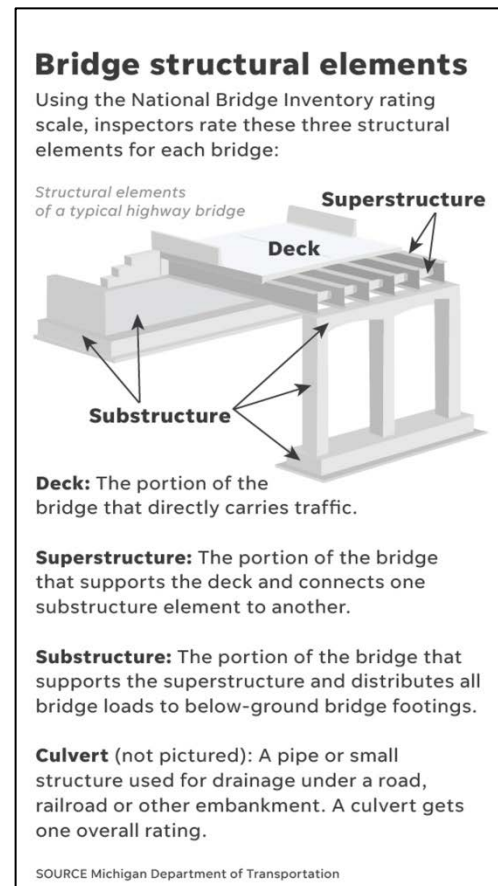 Bridge structural elements
Using the National Bridge Inventory rating
scale, inspectors rate these three structural
elements for each bridge:
Structural elements
of a typical highway bridge
Superstructure
Deck
Substructure
Deck: The portion of the
bridge that directly carries traffic.
Superstructure: The portion of the bridge
that supports the deck and connects one
substructure element to another.
Substructure: The portion of the bridge that
supports the superstructure and distributes all
bridge loads to below-ground bridge footings.
Culvert (not pictured): A pipe or small
structure used for drainage under a road,
railroad or other embankment. A culvert gets
one overall rating.
SOURCE Michigan Department of Transportation